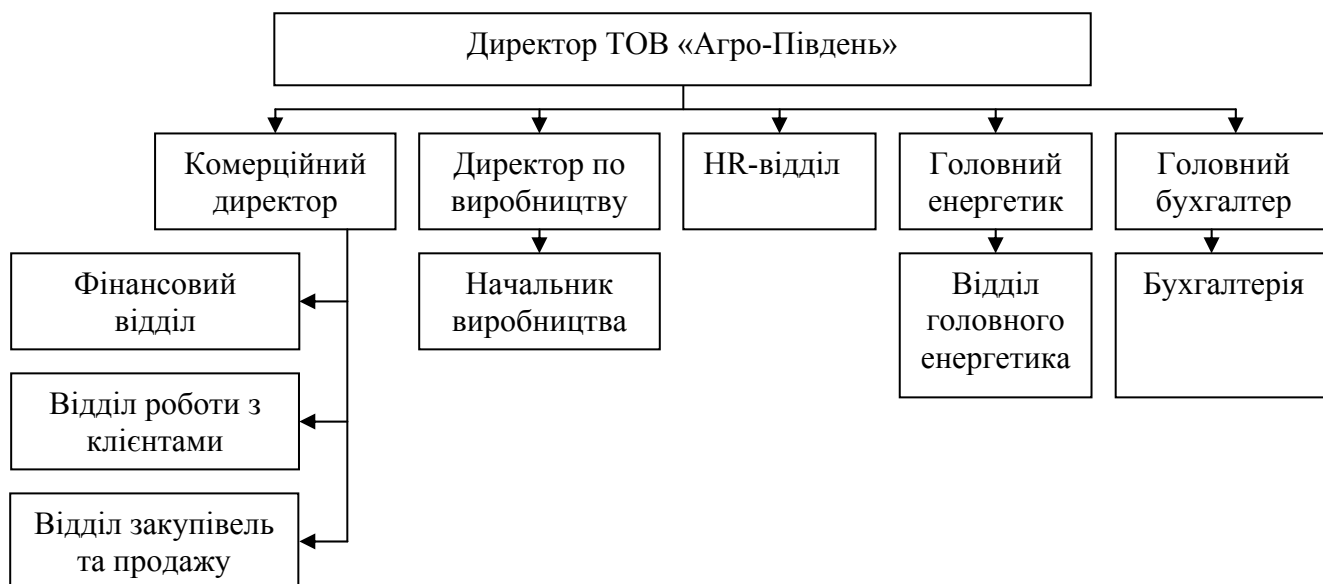 Директор ТОВ «Агро-Південь»
Комерційний
директор
Директор по
виробництву
HR-відділ
Головний
енергетик
Головний
бухгалтер
Фінансовий
відділ
Начальник
виробництва
Відділ
головного
енергетика
Бухгалтерія
Відділ роботи з
клієнтами
Відділ закупівель
та продажу